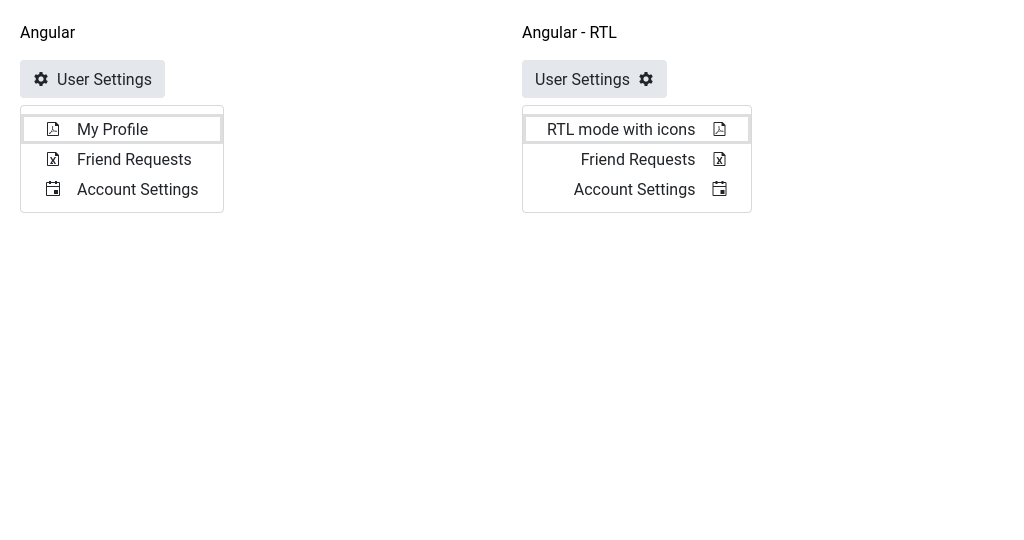 Angular
User Settings
My Profile
Friend Requests
Account Settings
Angular - RTL
User Settings
RTL mode with icons
Friend Requests
Account Settings